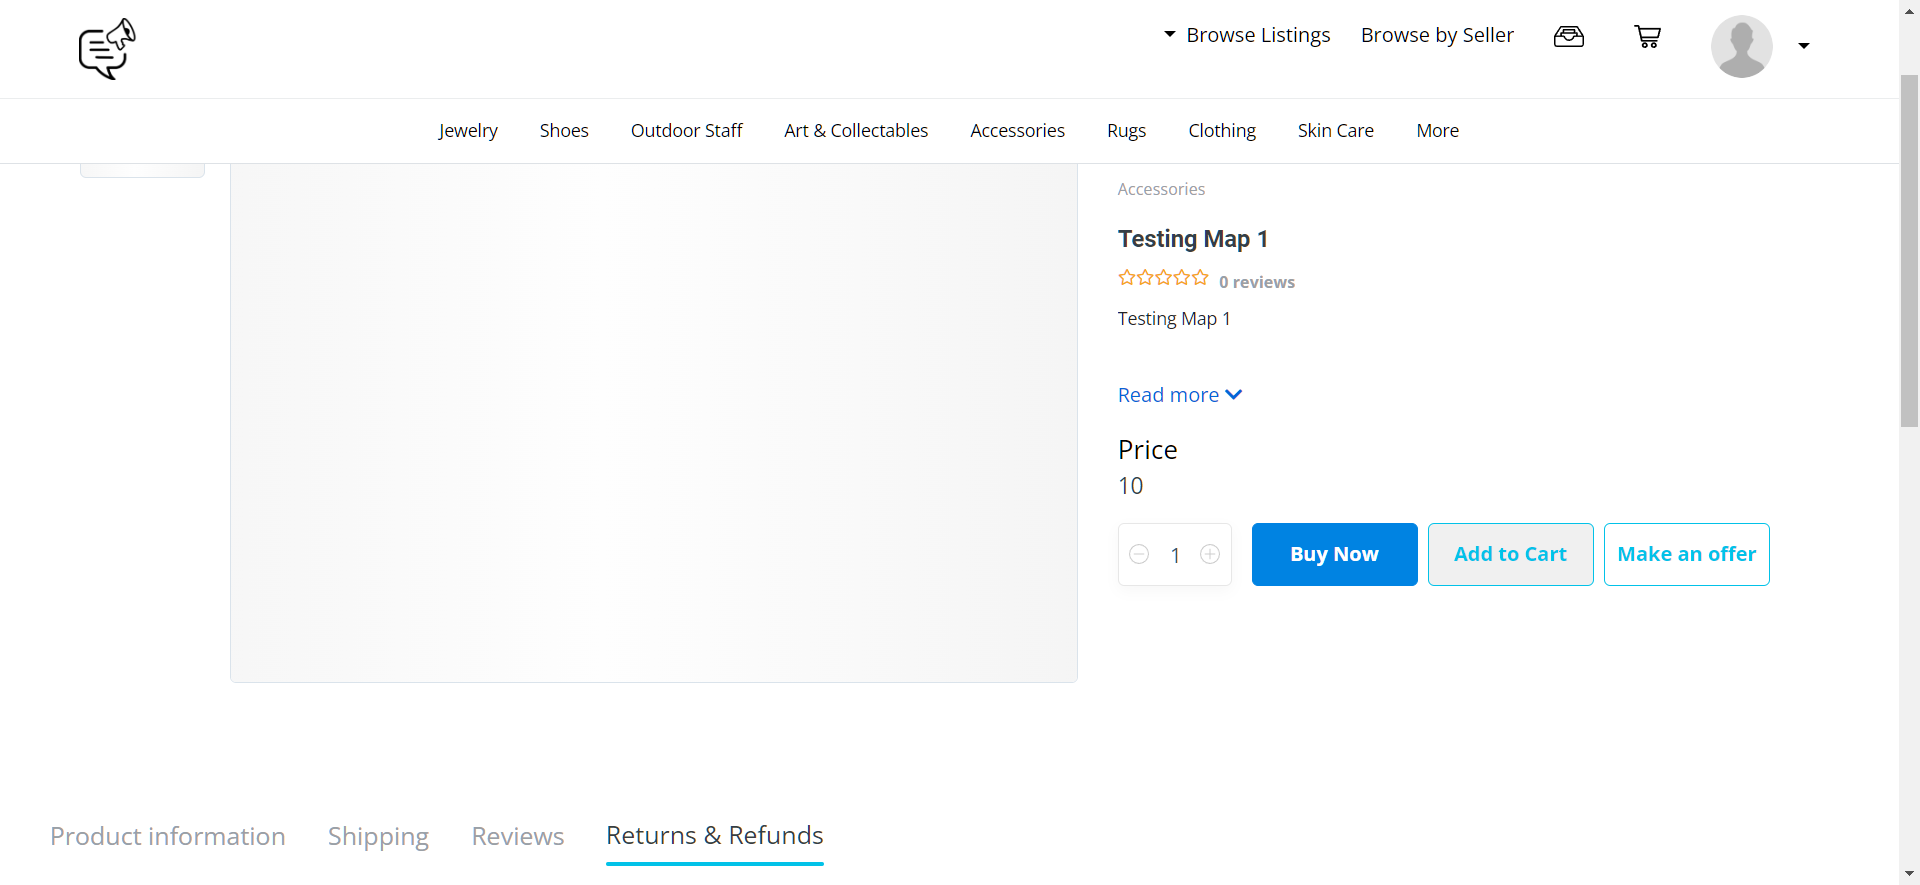 Browse Listings Browse by Seller
Jewelry Shoes Outdoor Staff Art & Collectables Accessories Rugs Clothing Skin Care More
Accessories
Testing Map 1
0 reviews
Testing Map 1
Read more
Price
10
1 Buy Now Add to Cart Make an offer
Product information Shipping Reviews Returns & Refunds